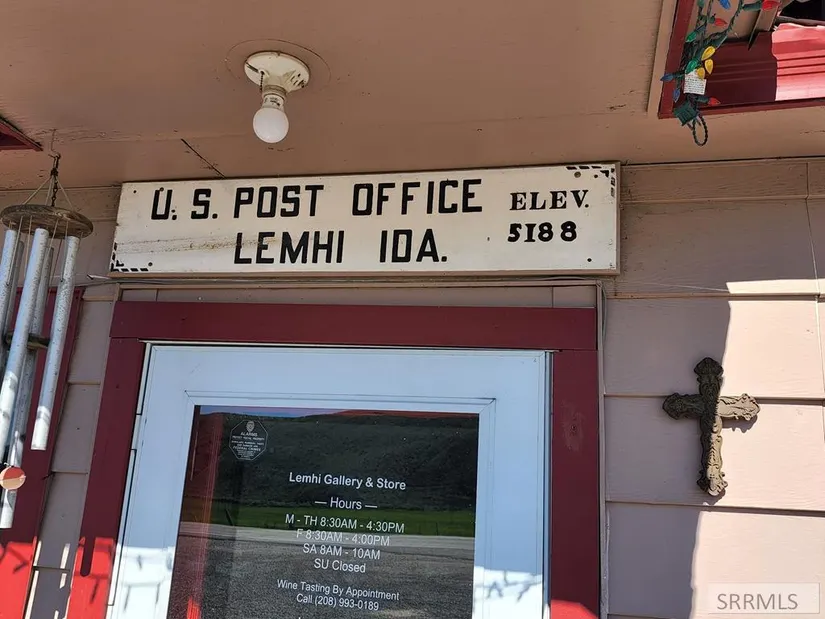 U. S. POST OFFICE ELEV.
LEMHI IDA. 5188
ALARMS
Lemhi Gallery & Store
— Hours —
M - TH 8:30AM - 4:30PM
F 8:30AM - 4:00PM
SA 8AM - 10AM
SU Closed
Wine Tasting By Appointment
Call (208) 993-0189
SRRMLS